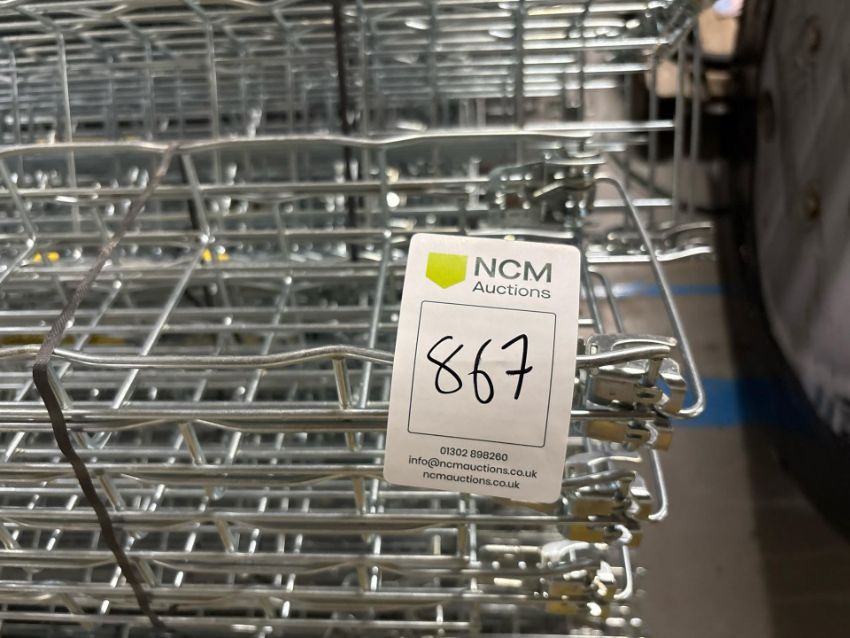 NCM
Auctions
867
01302 898260
info@ncmauctions.co.uk
ncmauctions.co.uk